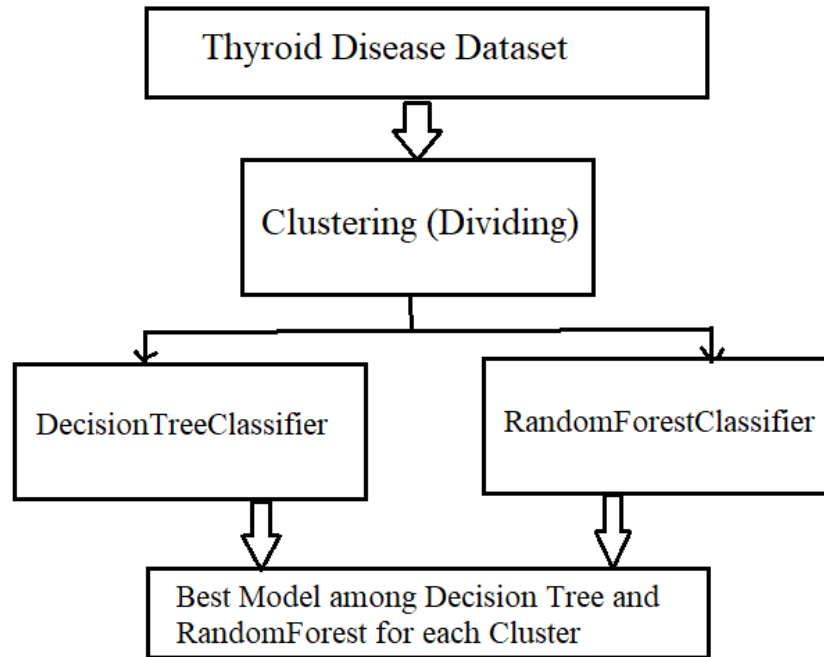 Thyroid Disease Dataset
Clustering (Dividing)
DecisionTreeClassifier
RandomForestClassifier
Best Model among Decision Tree and
RandomForest for each Cluster